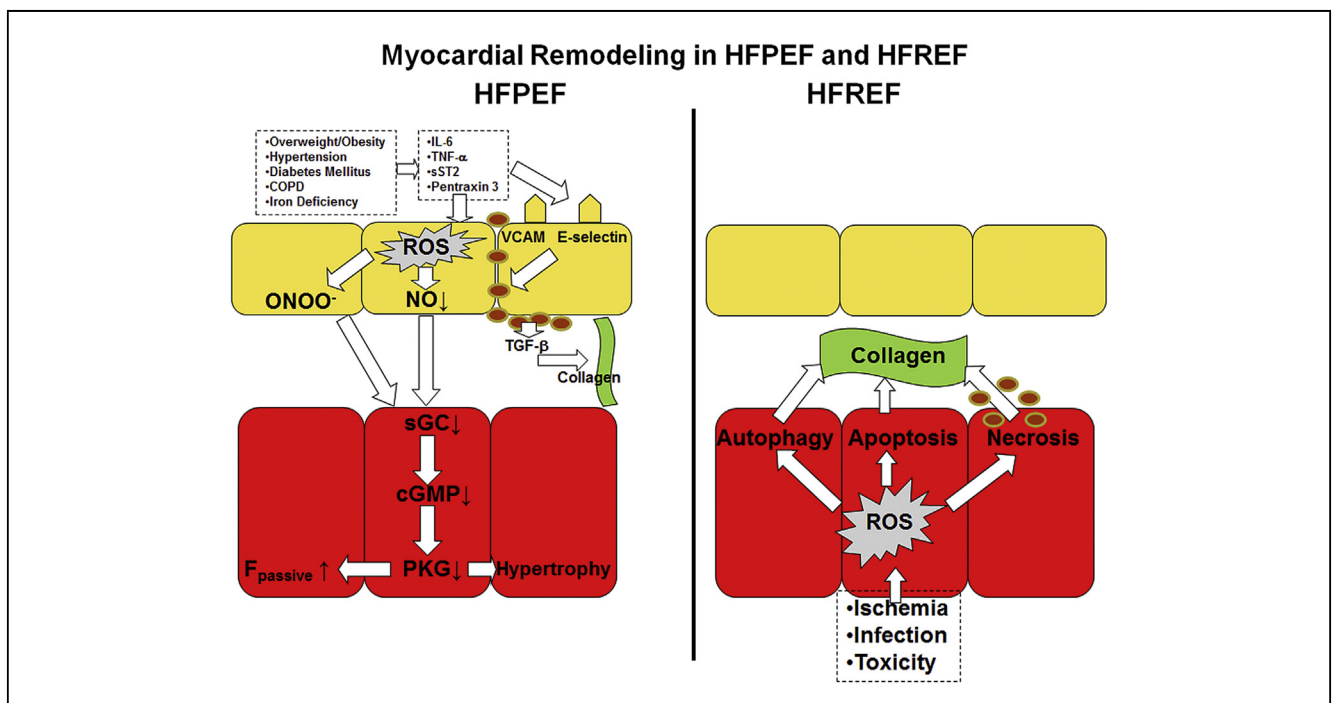 Myocardial Remodeling in HFPEF and HFREF
HFPEF
HFREF
•Overweight/Obesity
•Hypertension
•Diabetes Mellitus
•COPD
•Iron Deficiency
•IL-6
•TNF-α
•sST2
•Pentraxin 3
VCAM
E-selectin
ROS
ONOO-
NO↓
TGF-β
Collagen
sGC↓
cGMP↓
Fpassive ↑
PKG↓
Hypertrophy
Collagen
Autophagy
Apoptosis
Necrosis
ROS
•Ischemia
•Infection
•Toxicity